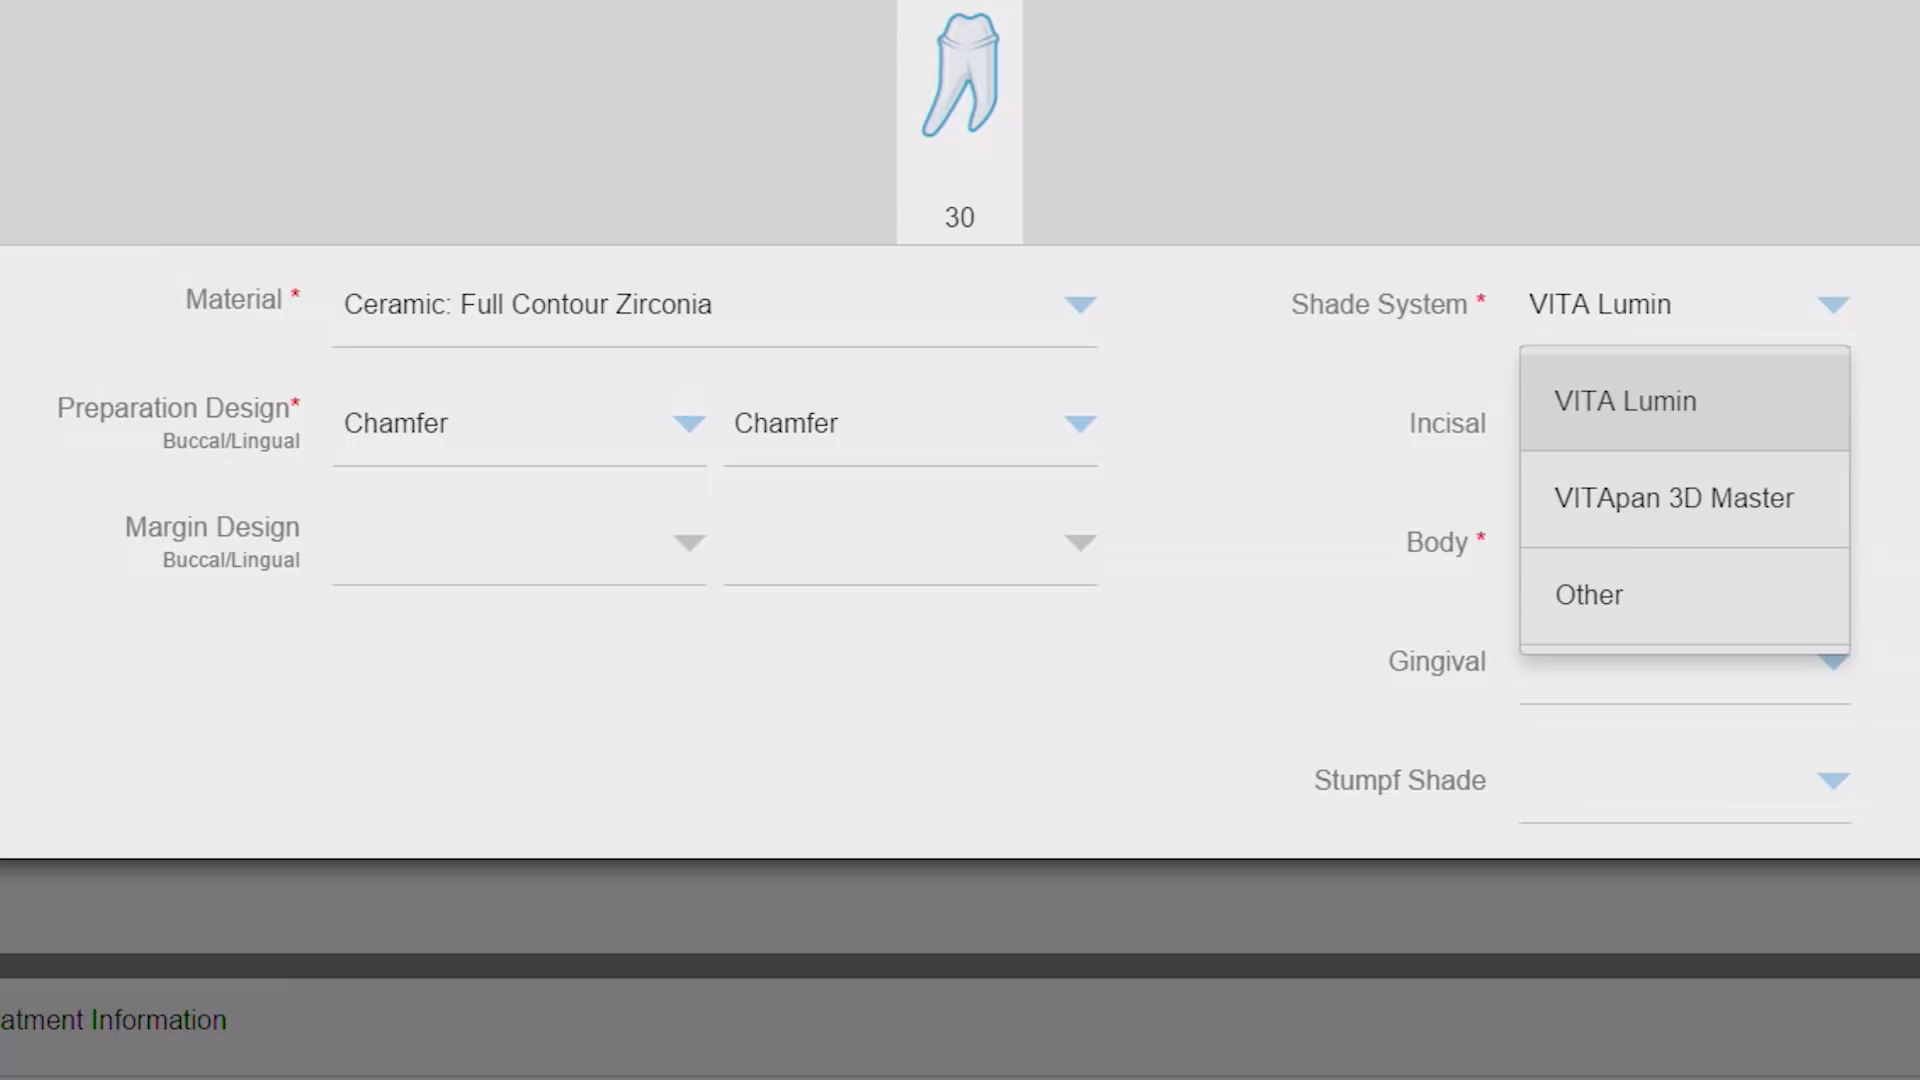 30
Material *
Ceramic: Full Contour Zirconia
Shade System *
VITA Lumin
VITA Lumin
Preparation Design*
Buccal/Lingual
Chamfer
Chamfer
Incisal
VITApan 3D Master
Margin Design
Buccal/Lingual
Body *
Other
Gingival
Stumpf Shade
atment Information